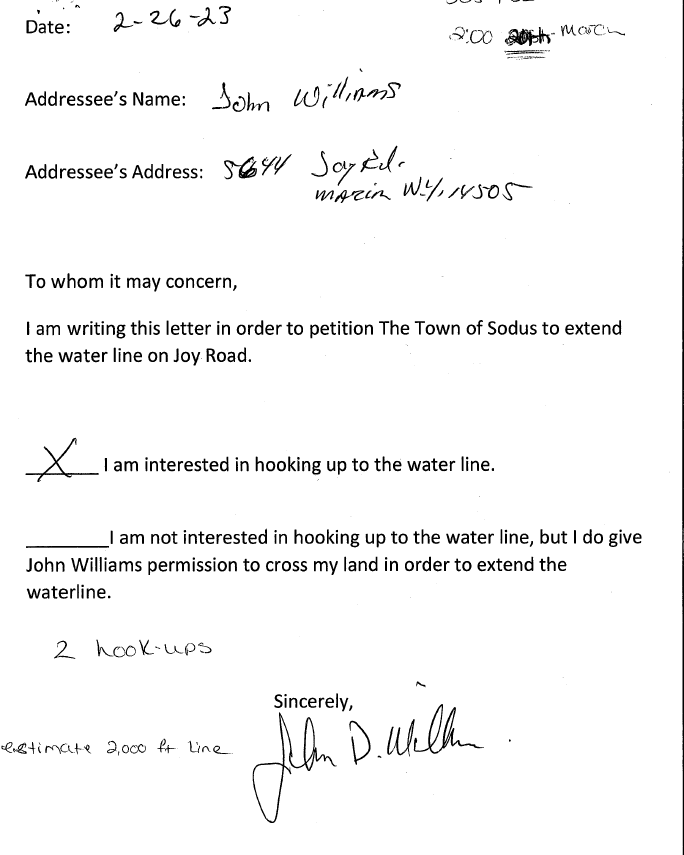 Date: 2-26-23
2:00 March
Addressee's Name: John Williams
Addressee's Address: 5644 Joy Rd.
marin N.Y. 14505
To whom it may concern,
I am writing this letter in order to petition The Town of Sodus to extend
the water line on Joy Road.
X I am interested in hooking up to the water line.
I am not interested in hooking up to the water line, but I do give
John Williams permission to cross my land in order to extend the
waterline.
2 hook-ups
Sincerely,
estimate 2,000 ft Line
John D. Williams